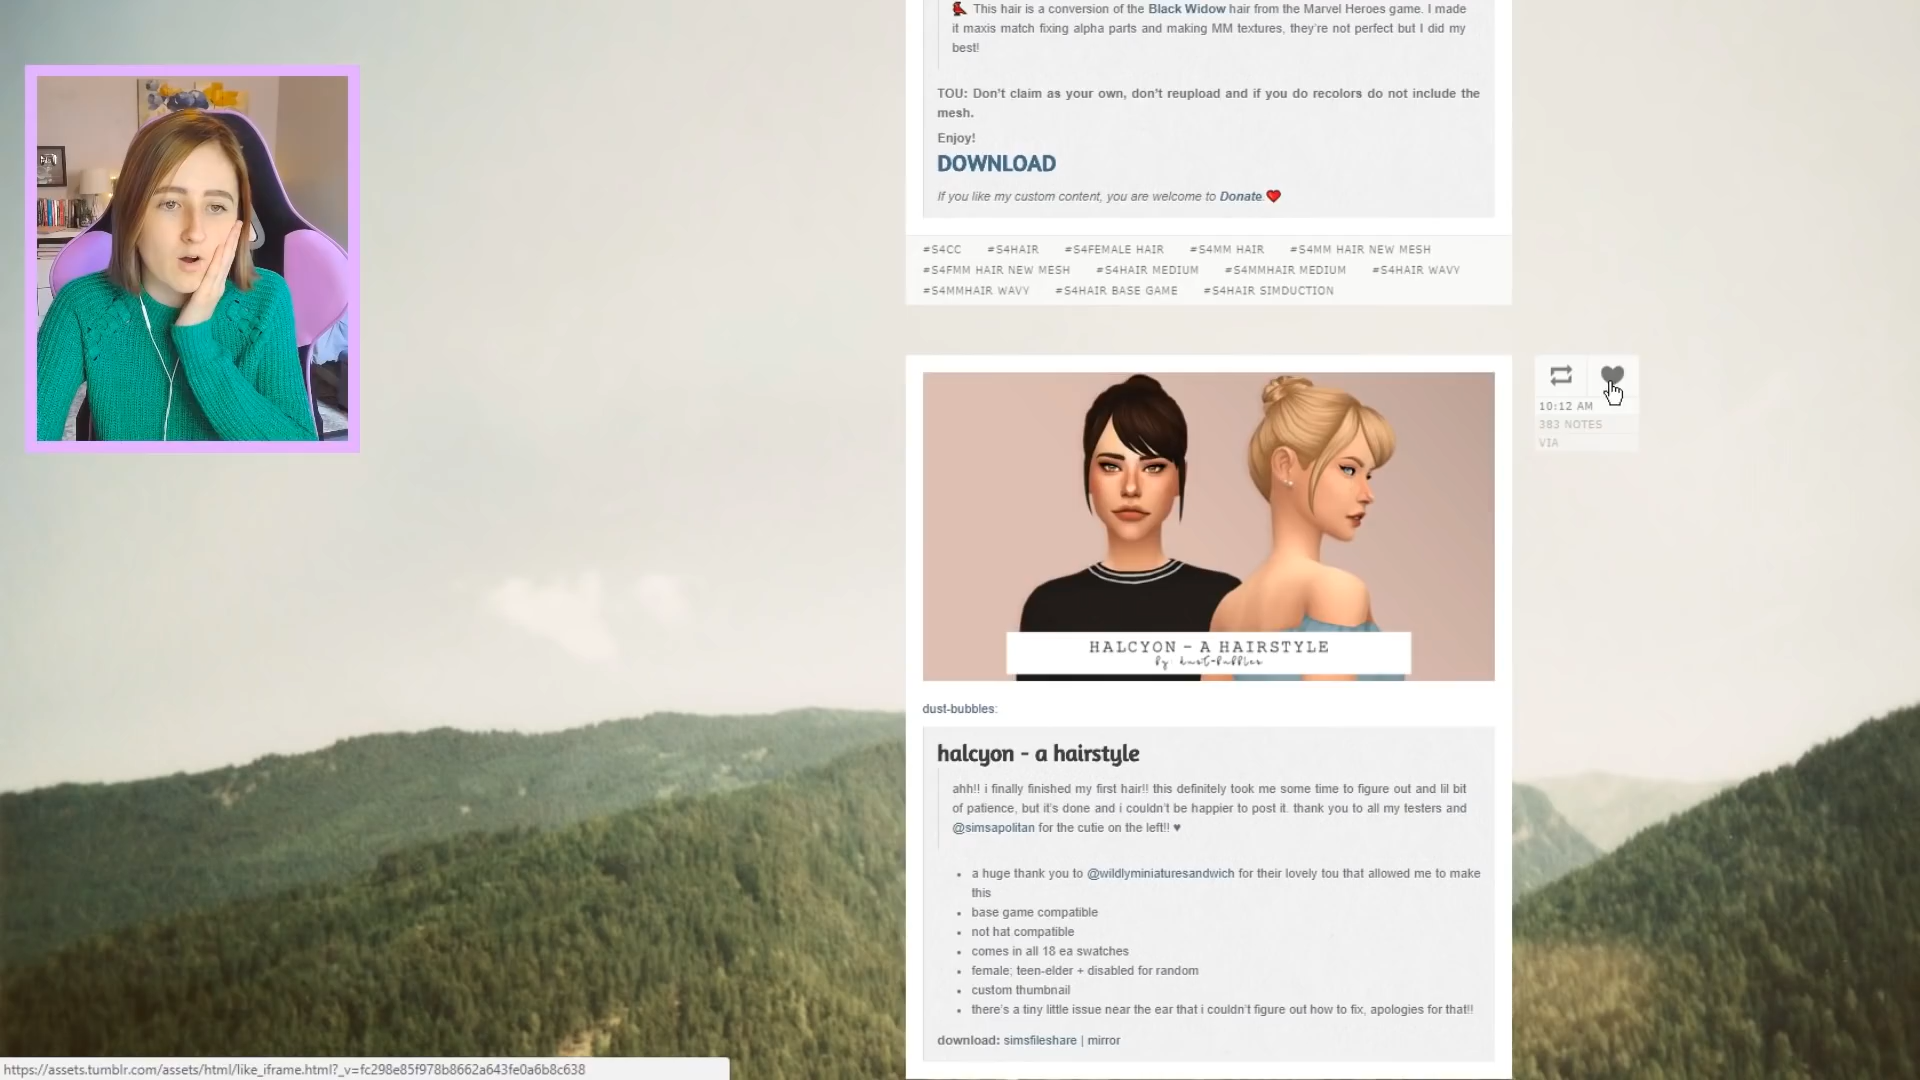 This hair is a conversion of the Black Widow hair from the Marvel Heroes game. I made
it maxis match fixing alpha parts and making MM textures, they're not perfect but I did my
best!
TOU: Don't claim as your own, don't reupload and if you do recolors do not include the
mesh.
Enjoy!
DOWNLOAD
If you like my custom content, you are welcome to Donate.
#S4CC #S4HAIR #S4FEMALE HAIR #S4MM HAIR #S4MM HAIR NEW MESH
#S4FMM HAIR NEW MESH #S4HAIR MEDIUM #S4MMHAIR MEDIUM #S4HAIR WAVY
#S4MMHAIR WAVY #S4HAIR BASE GAME #S4HAIR SIMDUCTION
10:12 AM
383 NOTES
VIA
HALCYON - A HAIRSTYLE
by: dust-bubbles
dust-bubbles:
halcyon - a hairstyle
ahh!! i finally finished my first hair!! this definitely took me some time to figure out and lil bit
of patience, but it's done and i couldn't be happier to post it. thank you to all my testers and
@simsapolitan for the cutie on the left!! ♥
• a huge thank you to @wildlyminiaturesandwich for their lovely tou that allowed me to make
this
• base game compatible
• not hat compatible
• comes in all 18 ea swatches
• female; teen-elder + disabled for random
• custom thumbnail
• there's a tiny little issue near the ear that i couldn't figure out how to fix, apologies for that!!
download: simsfileshare | mirror
https://assets.tumblr.com/assets/html/like_iframe.html?_v=fc298e85f978b8662a643fe0a6b8c638